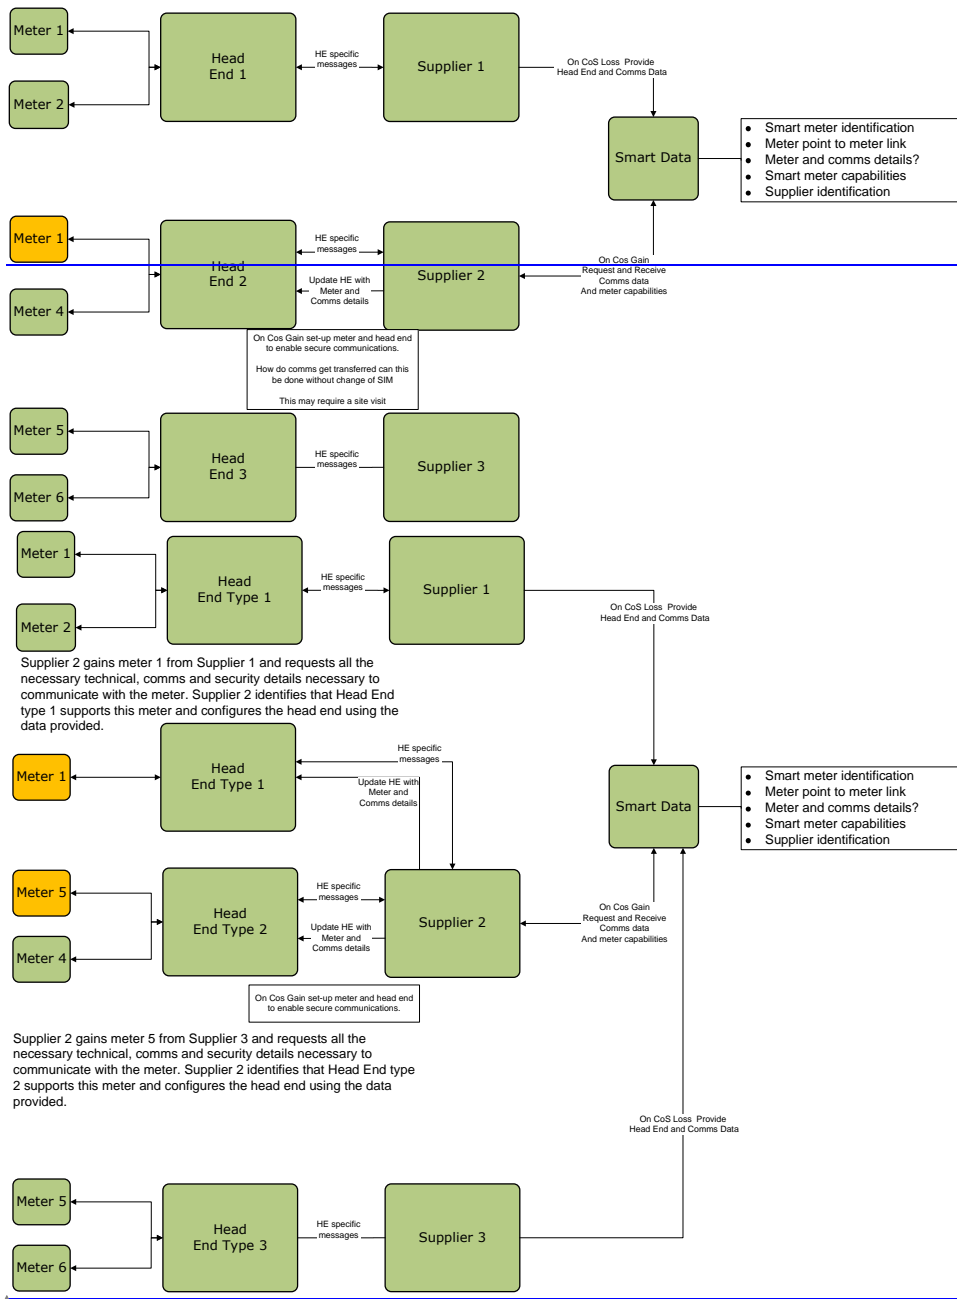 Meter 1
Meter 2
Head
End 1
HE specific
messages
Supplier 1
On CoS Loss  Provide
Head End and Comms Data
Smart Data
• Smart meter identification
• Meter point to meter link
• Meter and comms details?
• Smart meter capabilities
• Supplier identification
Meter 1
Meter 4
Head
End 2
HE specific
messages
Update HE with
Meter and
Comms details
Supplier 2
On Cos Gain
Request and Receive
Comms data
And meter capabilities
On Cos Gain set-up meter and head end
to enable secure communications.
How do comms get transferred can this
be done without change of SIM
This may require a site visit
Meter 5
Meter 6
Head
End 3
HE specific
messages
Supplier 3
Meter 1
Meter 2
Head
End Type 1
HE specific
messages
Supplier 1
On CoS Loss  Provide
Head End and Comms Data
Supplier 2 gains meter 1 from Supplier 1 and requests all the
necessary technical, comms and security details necessary to
communicate with the meter. Supplier 2 identifies that Head End
type 1 supports this meter and configures the head end using the
data provided.
Meter 1
Head
End Type 1
HE specific
messages
Update HE with
Meter and
Comms details
Smart Data
• Smart meter identification
• Meter point to meter link
• Meter and comms details?
• Smart meter capabilities
• Supplier identification
Meter 5
Meter 4
Head
End Type 2
HE specific
messages
Update HE with
Meter and
Comms details
Supplier 2
On Cos Gain
Request and Receive
Comms data
And meter capabilities
On Cos Gain set-up meter and head end
to enable secure communications.
Supplier 2 gains meter 5 from Supplier 3 and requests all the
necessary technical, comms and security details necessary to
communicate with the meter. Supplier 2 identifies that Head End type
2 supports this meter and configures the head end using the data
provided.
On CoS Loss  Provide
Head End and Comms Data
Meter 5
Meter 6
Head
End Type 3
HE specific
messages
Supplier 3